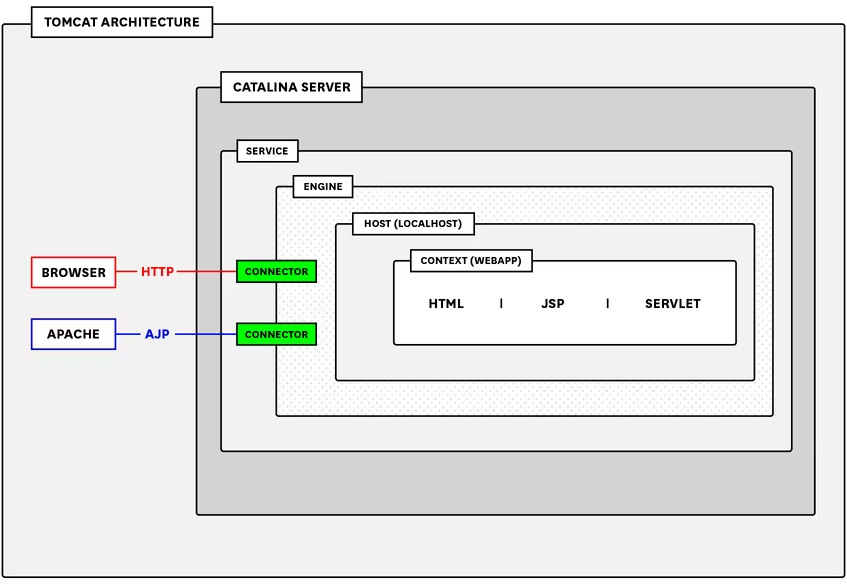 TOMCAT ARCHITECTURE
CATALINA SERVER
SERVICE
ENGINE
HOST (LOCALHOST)
CONTEXT (WEBAPP)
HTML | JSP | SERVLET
BROWSER HTTP CONNECTOR
APACHE AJP CONNECTOR